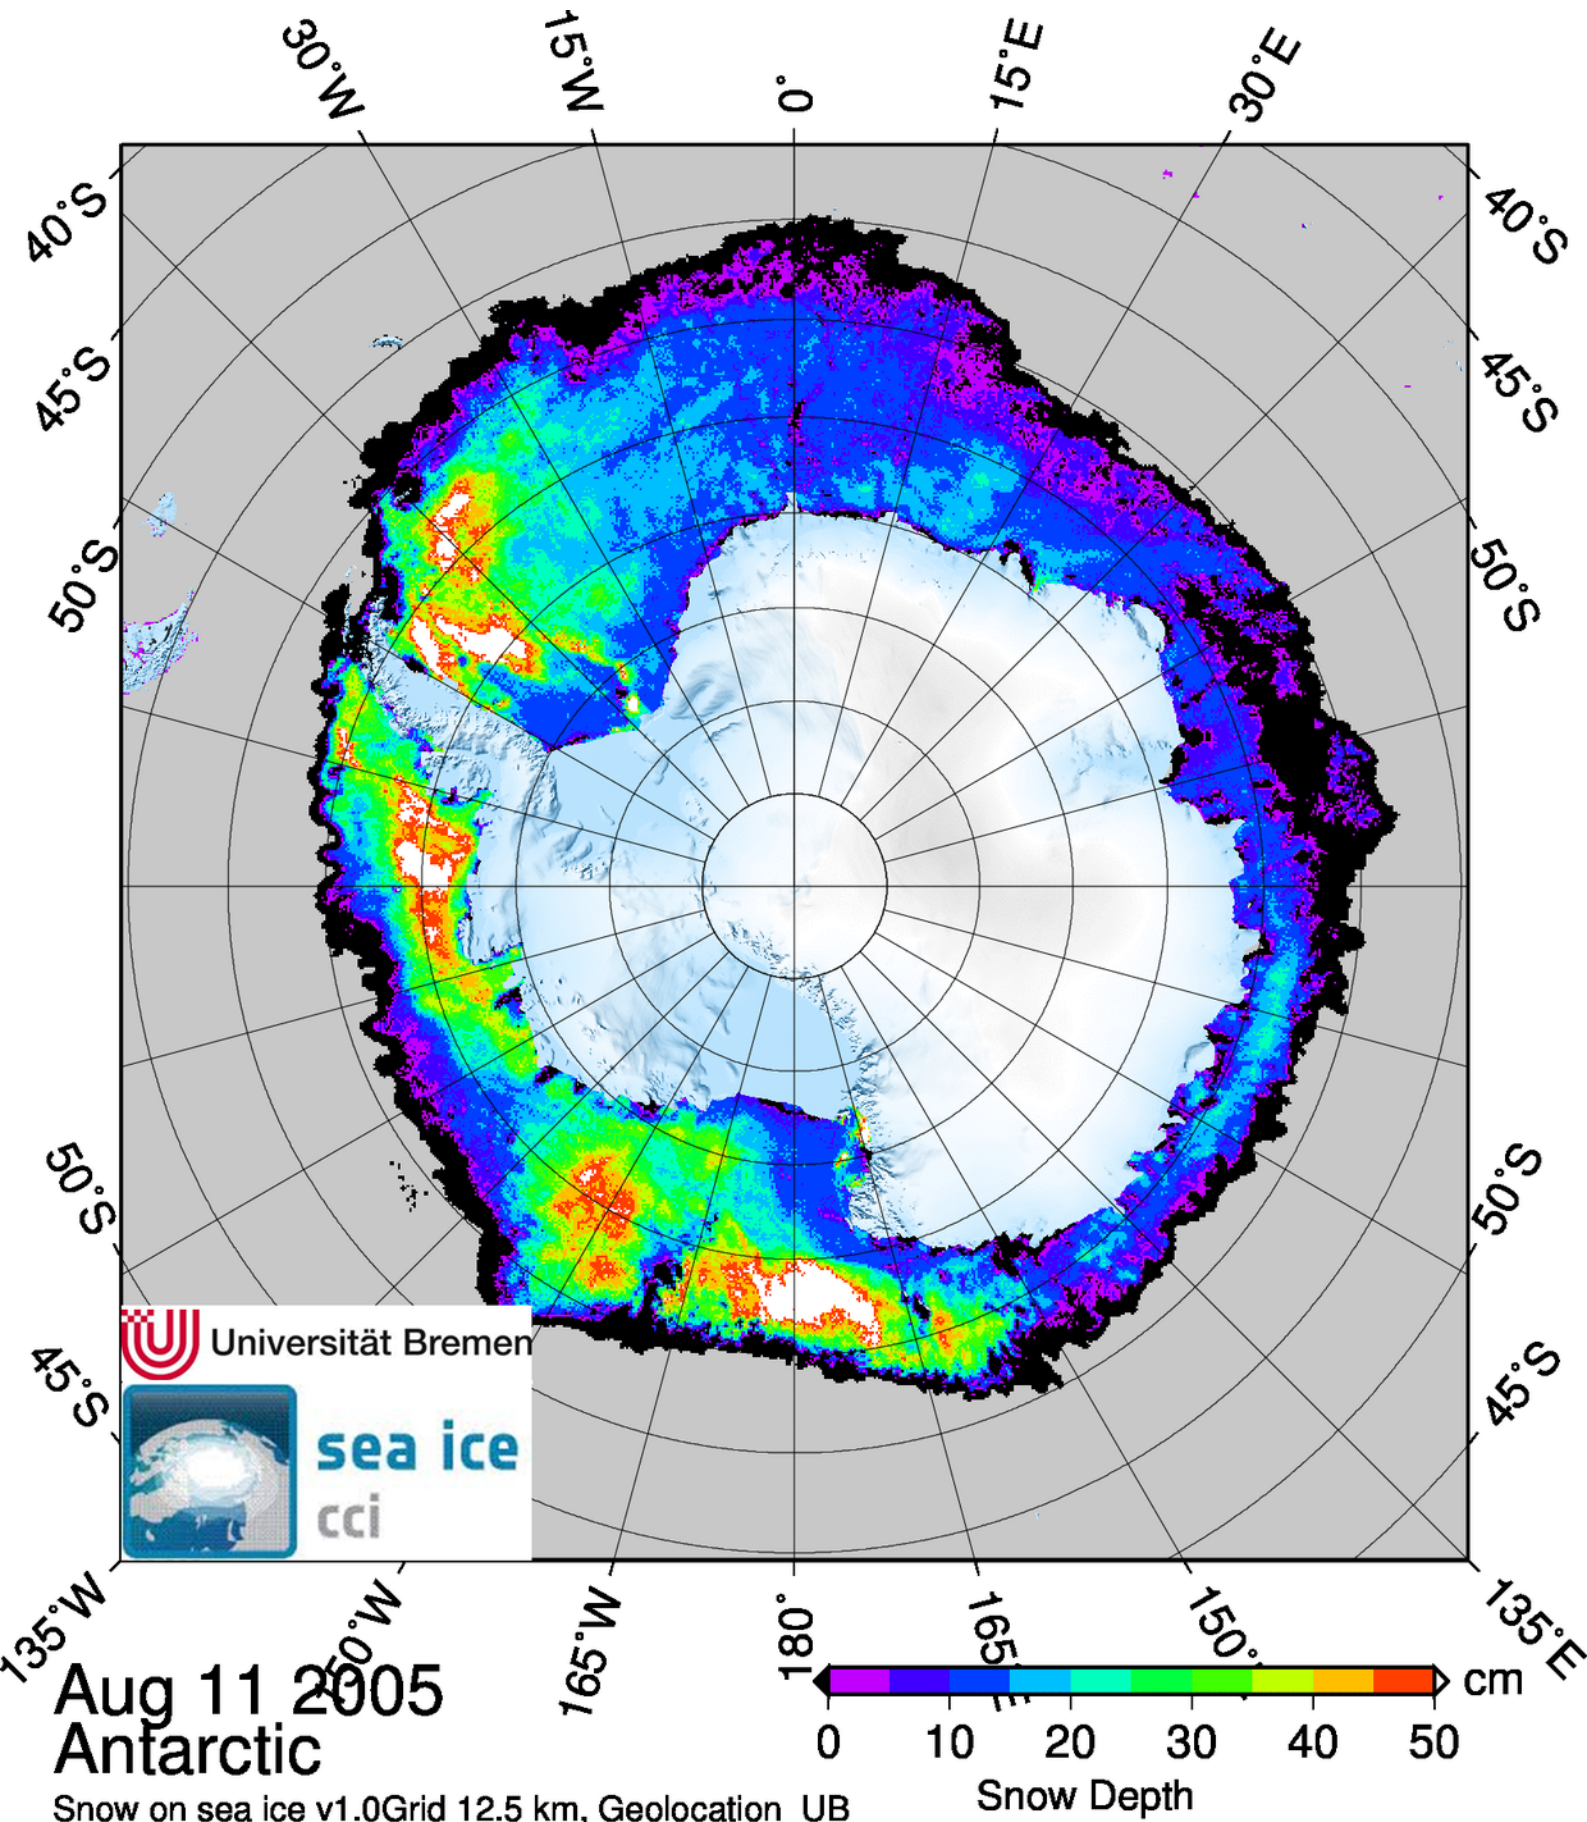 30°W 15°W 0° 15°E 30°E
40°S 40°S
45°S 45°S
50°S 50°S
50°S 50°S
45°S 45°S
Universität Bremen
sea ice
cci
135°W 150°W 165°W 180° 165°E 150° 135°E
Aug 11 2005
Antarctic
Snow on sea ice v1.0Grid 12.5 km, Geolocation UB
cm
0 10 20 30 40 50
Snow Depth